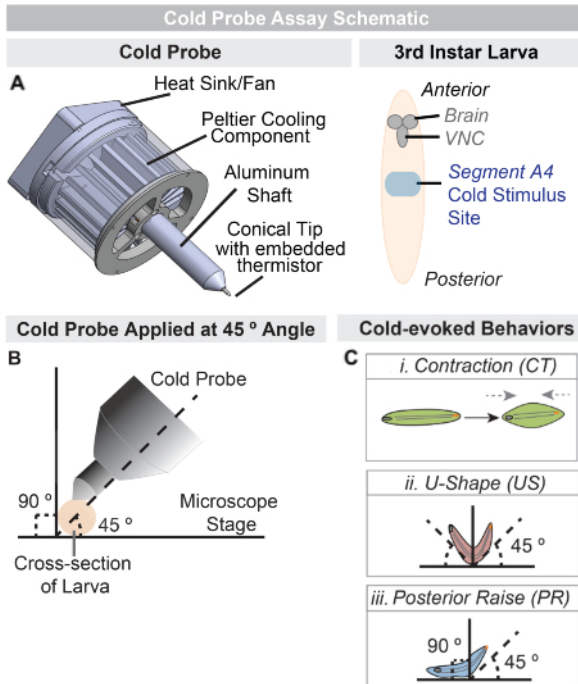 Cold Probe Assay Schematic
Cold Probe
3rd Instar Larva
A
Heat Sink/Fan
Peltier Cooling
Component
Aluminum
Shaft
Conical Tip
with embedded
thermistor
Anterior
Brain
VNC
Segment A4
Cold Stimulus
Site
Posterior
Cold Probe Applied at 45 º Angle
B
Cold Probe
90 º
45 º
Microscope
Stage
Cross-section
of Larva
Cold-evoked Behaviors
C
i. Contraction (CT)
ii. U-Shape (US)
45 º
iii. Posterior Raise (PR)
90 º
45 º